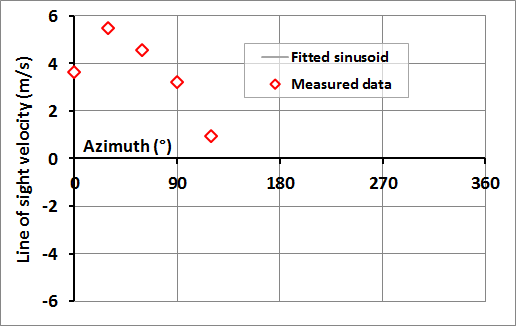 6
4
2
0
-2
-4
-6
Line of sight velocity (m/s)
Azimuth (°)
0 90 180 270 360
Fitted sinusoid
Measured data